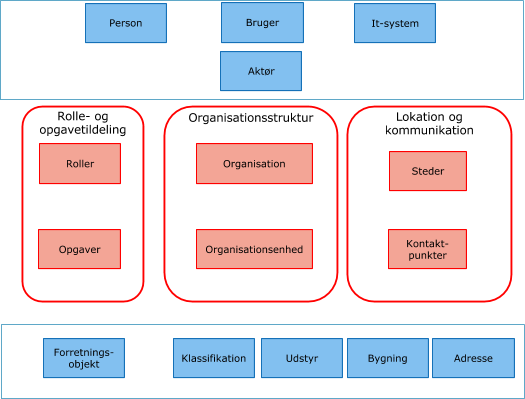 Person
Bruger
It-system
Aktør
Rolle- og
opgavetildeling
Roller
Opgaver
Organisationsstruktur
Organisation
Organisationsenhed
Lokation og
kommunikation
Steder
Kontakt-
punkter
Forretnings-
objekt
Klassifikation
Udstyr
Bygning
Adresse